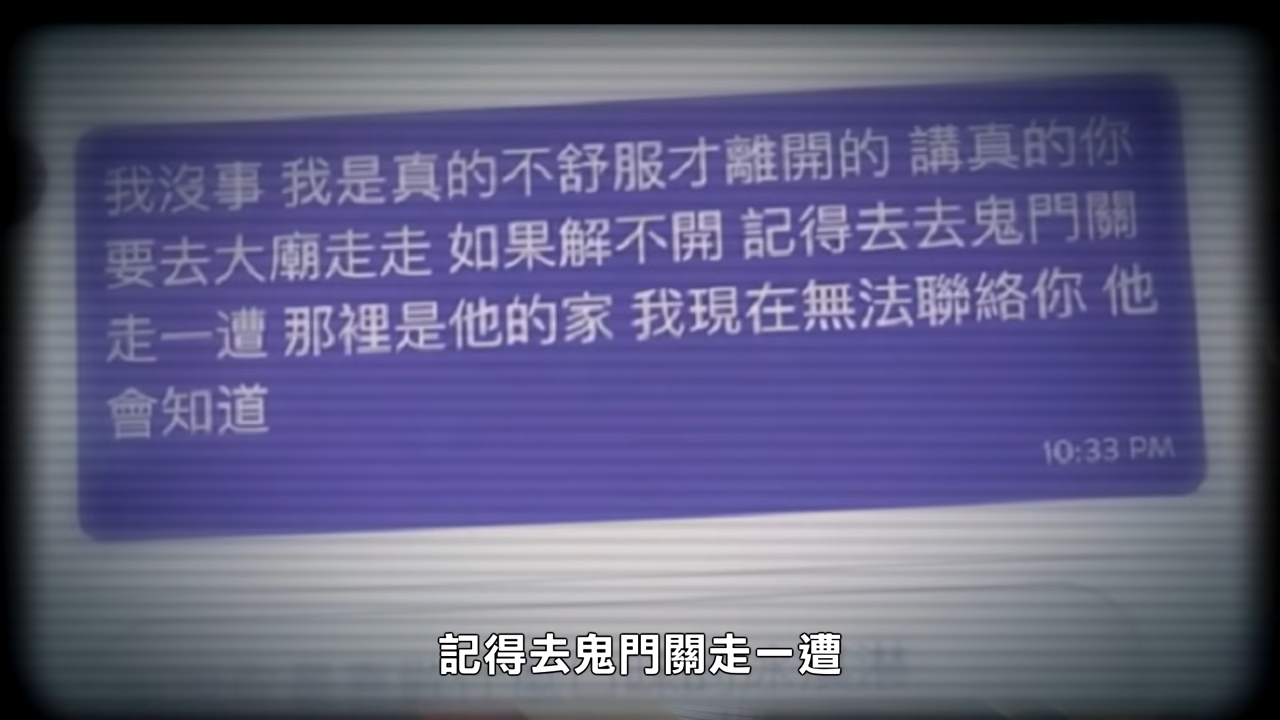 我沒事 我是真的不舒服才離開的 講真的你
要去大廟走走 如果解不開 記得去去鬼門關
走一遭 那裡是他的家 我現在無法聯絡你 他
會知道
10:33 PM
記得去鬼門關走一遭